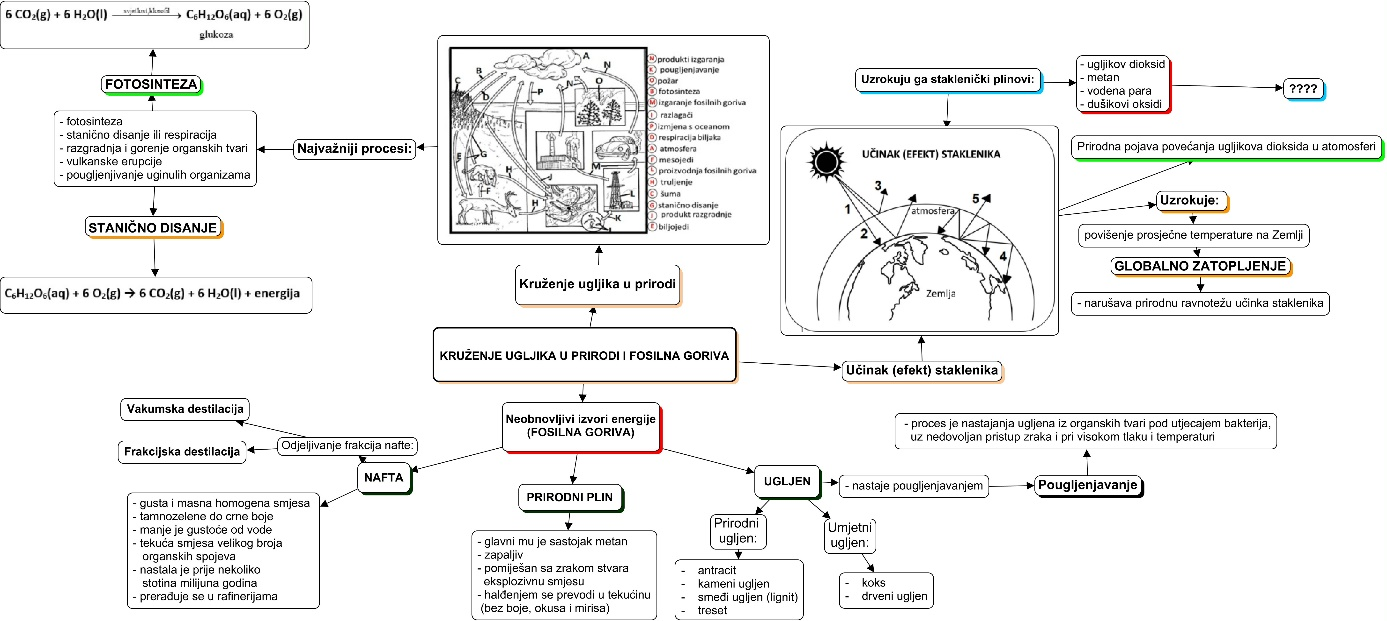 6 CO₂(g) + 6 H₂O(l) ⟶ C₆H₁₂O₆(aq) + 6 O₂(g)
glukoza
FOTOSINTEZA
- fotosinteza
- stanično disanje ili respiracija
- razgradnja i gorenje organskih tvari
- vulkanske erupcije
- pougljenjivanje uginulih organizama
Najvažniji procesi:
STANIČNO DISANJE
C₆H₁₂O₆(aq) + 6 O₂(g) → 6 CO₂(g) + 6 H₂O(l) + energija
A
B
C
D
N
O
P
N
E
G
F
H
J
H
M
L
K
I
N produkti izgaranja
K pougljenjavanje
O požar
B fotosinteza
M izgaranje fosilnih goriva
I razlagači
P izmjena s oceanom
D respiracija biljaka
A atmosfera
F mesojedi
L proizvodnja fosilnih goriva
H truljenje
C šuma
G stanično disanje
J produkt razgradnje
E biljojedi
Kruženje ugljika u prirodi
KRUŽENJE UGLJIKA U PRIRODI I FOSILNA GORIVA
Uzrokuju ga staklenički plinovi:
- ugljikov dioksid
- metan
- vodena para
- dušikovi oksidi
????
UČINAK (EFEKT) STAKLENIKA
1
2
3
atmosfera
5
4
Zemlja
Prirodna pojava povećanja ugljikova dioksida u atomosferi
Uzrokuje:
povišenje prosječne temperature na Zemlji
GLOBALNO ZATOPLJENJE
- narušava prirodnu ravnotežu učinka staklenika
Učinak (efekt) staklenika
Neobnovljivi izvori energije
(FOSILNA GORIVA)
Vakumska destilacija
Odjeljivanje frakcija nafte:
Frakcijska destilacija
NAFTA
- gusta i masna homogena smjesa
- tamnozelene do crne boje
- manje je gustoće od vode
- tekuća smjesa velikog broja
organskih spojeva
- nastala je prije nekoliko
stotina milijuna godina
- prerađuje se u rafinerijama
PRIRODNI PLIN
- glavni mu je sastojak metan
- zapaljiv
- pomiješan sa zrakom stvara
eksplozivnu smjesu
- halđenjem se prevodi u tekućinu
(bez boje, okusa i mirisa)
UGLJEN
- nastaje pougljenjavanjem
Pougljenjavanje
- proces je nastajanja ugljena iz organskih tvari pod utjecajem bakterija,
uz nedovoljan pristup zraka i pri visokom tlaku i temperaturi
Prirodni
ugljen:
- antracit
- kameni ugljen
- smeđi ugljen (lignit)
- treset
Umjetni
ugljen:
- koks
- drveni ugljen